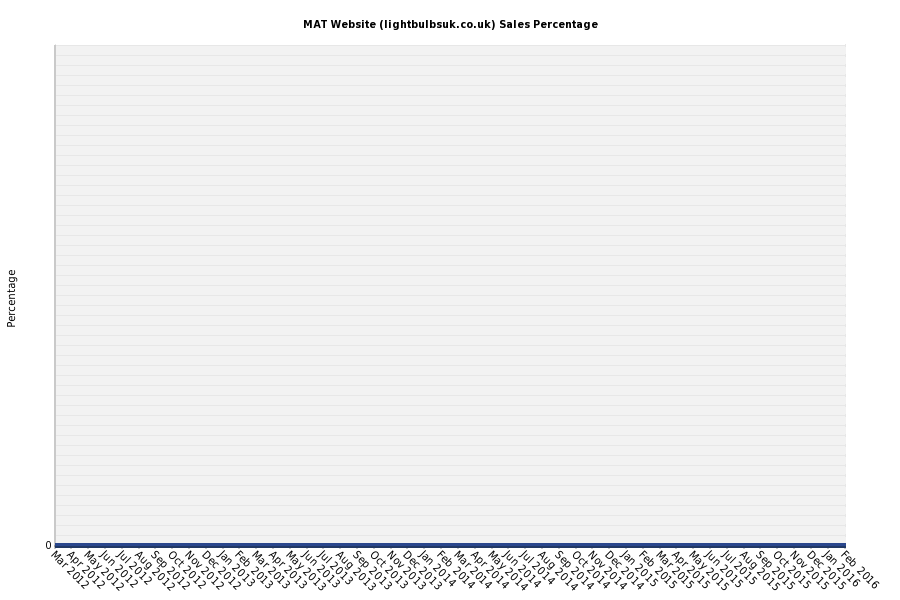 MAT Website (lightbulbsuk.co.uk) Sales Percentage
Percentage
0
Mar 2012
Apr 2012
May 2012
Jun 2012
Jul 2012
Aug 2012
Sep 2012
Oct 2012
Nov 2012
Dec 2012
Jan 2013
Feb 2013
Mar 2013
Apr 2013
May 2013
Jun 2013
Jul 2013
Aug 2013
Sep 2013
Oct 2013
Nov 2013
Dec 2013
Jan 2014
Feb 2014
Mar 2014
Apr 2014
May 2014
Jun 2014
Jul 2014
Aug 2014
Sep 2014
Oct 2014
Nov 2014
Dec 2014
Jan 2015
Feb 2015
Mar 2015
Apr 2015
May 2015
Jun 2015
Jul 2015
Aug 2015
Sep 2015
Oct 2015
Nov 2015
Dec 2015
Jan 2016
Feb 2016